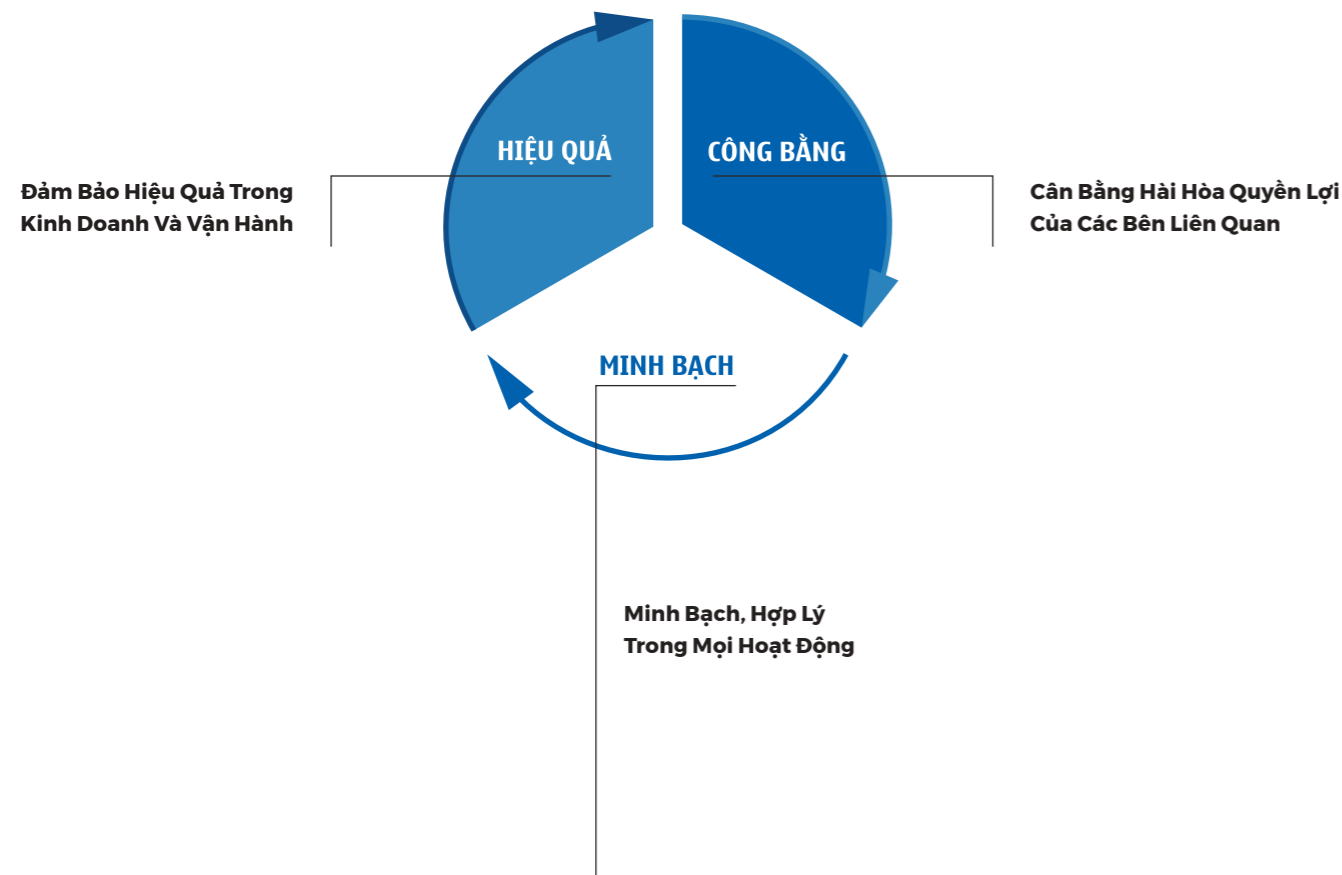 HIỆU QUẢ
Đảm Bảo Hiệu Quả Trong
Kinh Doanh Và Vận Hành
CÔNG BẰNG
Cân Bằng Hài Hòa Quyền Lợi
Của Các Bên Liên Quan
MINH BẠCH
Minh Bạch, Hợp Lý
Trong Mọi Hoạt Động